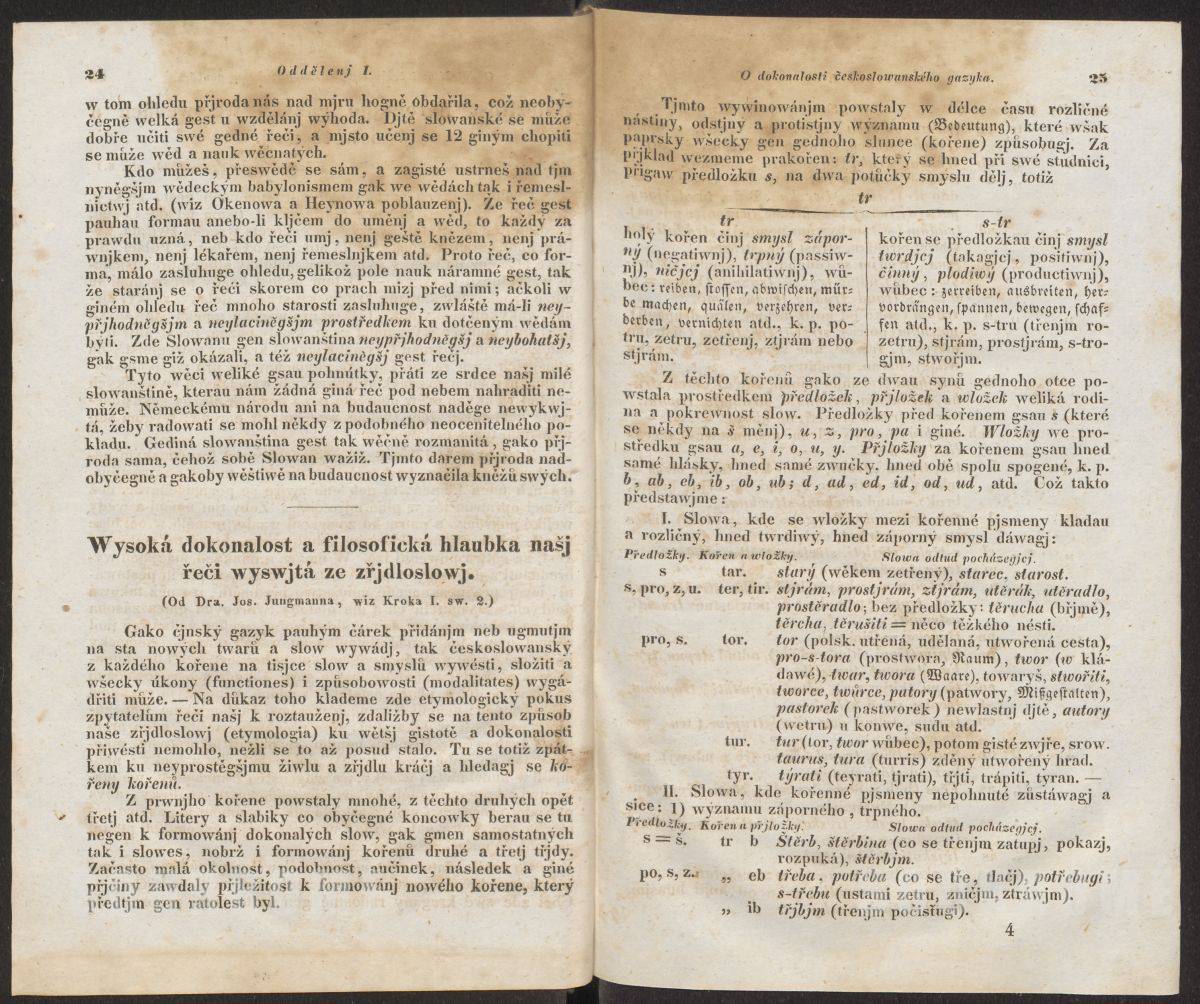 24
Oddělenj I.
w tom ohledu přjroda nás nad mjru hogně obdařila, což neoby-
čegně welká gest u wzdělánj wýhoda. Djtě slowanské se může
dobře učiti swé gedné řeči, a mjsto učenj se 12 giným chopiti
se může wěd a nauk wěcnatých.
Kdo můžeš, přeswědč se sám, a zagisté ustrneš nad tjm
nyněgšjm wědeckým babylonismem gak we wědách tak i řemesl-
nictwj atd. (wiz Okenowa a Heynowa poblauzenj). Že řeč gest
pauhau formau anebo-li kljčem do uměnj a wěd, to každý za
prawdu uzná, neb kdo řeči umj, nenj geště knězem, nenj prá-
wnjkem, nenj lékařem, nenj řemeslnjkem atd. Proto řeč, co for-
ma, málo zasluhuge ohledu, gelikož pole nauk náramné gest, tak
že staránj se o řeči skorem co prach mizj před nimi; ačkoli w
giném ohledu řeč mnoho starosti zasluhuge, zwláště má-li ney-
přjhodněgšjm a neylaciněgšjm prostředkem ku dotčeným wědám
býti. Zde Slowanu gen slowanština neypřjhodněgšj a neybohatšj,
gak gsme giž okázali, a též neylaciněgšj gest řečj.
Tyto wěci weliké gsau pohnútky, přáti ze srdce našj milé
slowanštině, kterau nám žádná giná řeč pod nebem nahraditi ne-
může. Německému národu ani na budaucnost naděge newykwj-
tá, žeby radowati se mohl někdy z podobného neocenitelného po-
kladu. Gediná slowanština gest tak wěčně rozmanitá, gako přj-
roda sama, čehož sobě Slowan wažiž. Tjmto darem přjroda nad-
obyčegně a gakoby wěštiwě na budaucnost wyznačila kněžů swých.
Wysoká dokonalost a filosofická hlaubka našj
řeči wyswjtá ze zřjdloslowj.
(Od Dra. Jos. Jungmanna, wiz Kroka I. sw. 2.)
Gako čjnský gazyk pauhým čárek přidánjm neb ugmutjm
na sta nowých twarů a slow wywádj, tak českoslowanský
z každého kořene na tisjce slow a smyslů wywésti, složiti a
wšecky úkony (functiones) i způsobowosti (modalitates) wygá-
dřiti může. — Na důkaz toho klademe zde etymologický pokus
zpytatelům řeči našj k roztauženj, zdaližby se na tento způsob
naše zřjdloslowj (etymologia) ku wětšj gistotě a dokonalosti
přiwésti nemohlo, nežli se to až posud stalo. Tu se totiž zpát-
kem ku neyprostěgšjmu žiwlu a zřjdlu kráčj a hledagj se ko-
řeny kořenů.
Z prwnjho kořene powstaly mnohé, z těchto druhých opět
třetj atd. Litery a slabiky co obyčegné koncowky berau se tu
negen k formowánj dokonalých slow, gak gmen samostatných
tak i slowes, nobrž i formowánj kořenů druhé a třetj třjdy.
Začasto malá okolnost, podobnost, aučinek, následek a giné
přjčiny zawdaly přjležitost k formowánj nowého kořene, který
předtjm gen ratolest byl.
O dokonalosti českoslowanského gazyka.
25
Tjmto wywinowánjm powstaly w délce času rozličné
nástiny, odstjny a protistjny wýznamu (Bedeutung), které wšak
paprsky wšecky gen gednoho slunce (kořene) způsobugj. Za
přjklad wezmeme prakořen: tr, který se hned při swé studnici,
přigaw předložku s, na dwa potůčky smyslu dělj, totiž
tr
tr
holý kořen činj smysl zápor-
ný (negatiwnj), trpný (passiw-
nj), ničjcj (anihilatiwnj), wů-
bec: reiben, stossen, abwischen, mür-
be machen, quälen, verzehren, ver-
derben, vernichten atd., k. p. po-
tru, zetru, zetřenj, ztjrám nebo
stjrám.
s-tr
kořen se předložkau činj smysl
twrdjcj (takagjcj, positiwnj),
činný, plodiwý (productiwnj),
wůbec: zerreiben, ausbreiten, her-
vordrängen, spannen, bewegen, schaf-
fen atd., k. p. s-tru (třenjm ro-
zetru), stjrám, prostjrám, s-tro-
gjm, stwořjm.
Z těchto kořenů gako ze dwau synů gednoho otce po-
wstala prostředkem předložek, přjložek a wložek weliká rodi-
na a pokrewnost slow. Předložky před kořenem gsau s (které
se někdy na š měnj), u, z, pro, pa i giné. Wložky we pro-
středku gsau a, e, i, o, u, y. Přjložky za kořenem gsau hned
samé hlásky, hned samé zwučky, hned obě spolu spogené, k. p.
b, ab, eb, ib, ob, ub; d, ad, ed, id, od, ud, atd. Což takto
představjme:
I. Slowa, kde se wložky mezi kořenné pjsmeny kladau
a rozličný, hned twrdiwý, hned záporný smysl dáwagj:
Předložky. Kořen a wložky. Slowa odtud pocházegjcj.
s tar. starý (wěkem zetřený), starec, starost.
s, pro, z, u. ter, tir. stjrám, prostjrám, ztjrám, utěrák, utěradlo,
prostěradlo; bez předložky: těrucha (břjmě),
těrcha, těrušiti = něco těžkého nésti.
pro, s. tor. tor (polsk. utřená, udělaná, utwořená cesta),
pro-s-tora (prostwora, Raum), twor (w klá-
dawé), twar, twora (Waare), towaryš, stwořiti,
tworce, twůrce, patory (patwory, Mißgestalten),
pastorek (pastworek) newlastnj djtě, autory
(wetru) u konwe, sudu atd.
tur. tur (tor, twor wůbec), potom gisté zwjře, srow.
taurus, tura (turris) zděný utwořený hrad.
tyr. týrati (teyrati, tjrati), třjti, trápiti, tyran. —
II. Slowa, kde kořenné pjsmeny nepohnuté zůstáwagj a
sice: 1) wýznamu záporného, trpného.
Předložky. Kořen a přjložky. Slowa odtud pocházegjcj.
s = š. tr b Štěrb, štěrbina (co se třenjm zatupj, pokazj,
rozpuká), štěrbjm.
po, s, z. „ eb třeba, potřeba (co se tře, tlačj), potřebugi;
s-třebu (ustami zetru, zničjm, ztráwjm).
„ ib třjbjm (třenjm počisťugi).
4